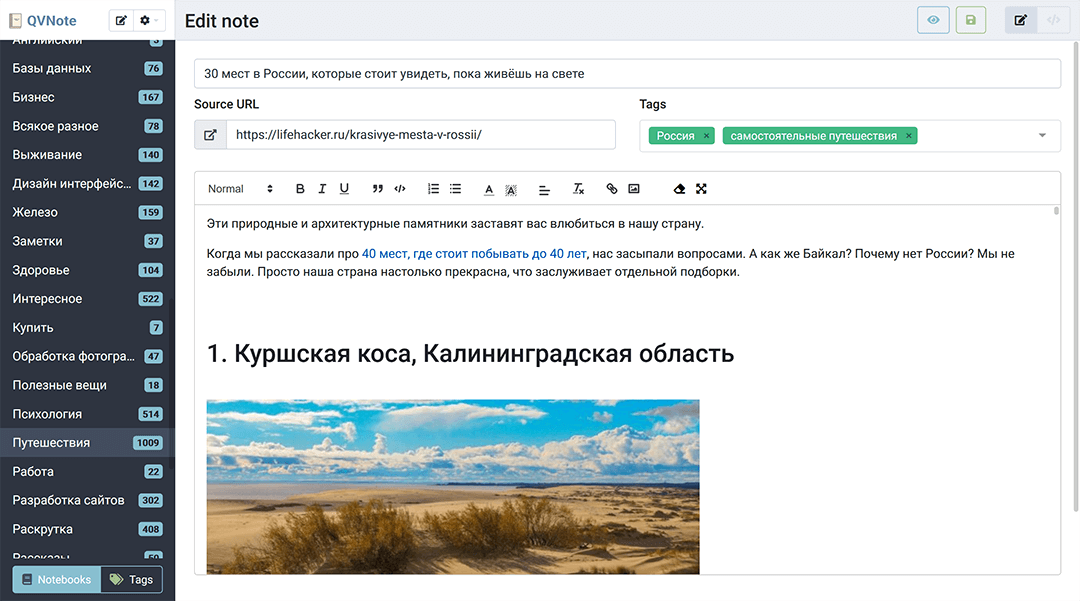 QVNote
Edit note
Английский 3
Базы данных 76
Бизнес 167
Всякое разное 78
Выживание 140
Дизайн интерфейс... 142
Железо 159
Заметки 37
Здоровье 104
Интересное 522
Купить 7
Обработка фотогра... 47
Полезные вещи 18
Психология 514
Путешествия 1009
Работа 22
Разработка сайтов 302
Раскрутка 408
Рассказы 50
Notebooks
Tags
30 мест в России, которые стоит увидеть, пока живёшь на свете
Source URL
Tags
https://lifehacker.ru/krasivye-mesta-v-rossii/
Россия ×
самостоятельные путешествия ×
Normal
Эти природные и архитектурные памятники заставят вас влюбиться в нашу страну.
Когда мы рассказали про 40 мест, где стоит побывать до 40 лет, нас засыпали вопросами. А как же Байкал? Почему нет России? Мы не
забыли. Просто наша страна настолько прекрасна, что заслуживает отдельной подборки.
1. Куршская коса, Калининградская область